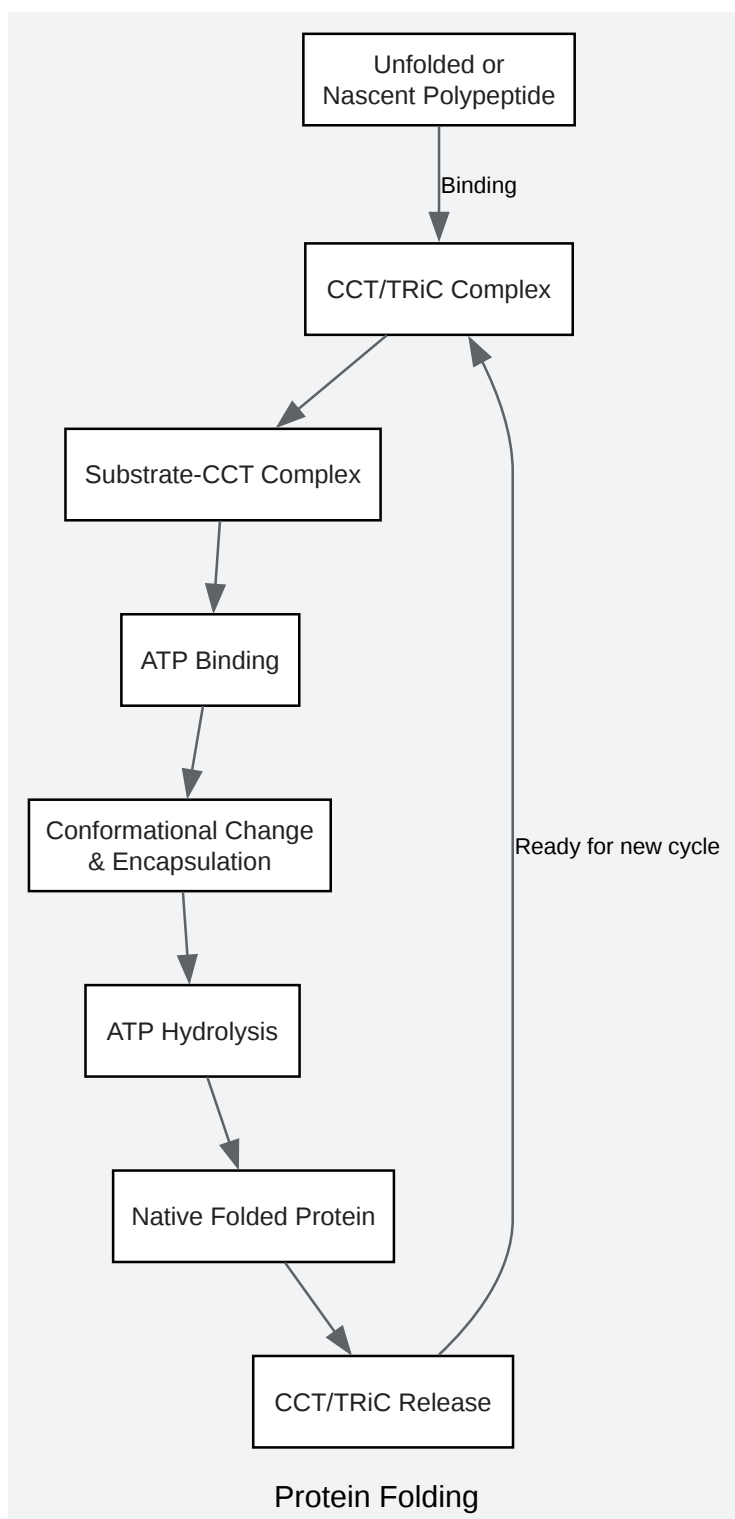 Unfolded or
Nascent Polypeptide
Binding
CCT/TRiC Complex
Substrate-CCT Complex
ATP Binding
Conformational Change
& Encapsulation
Ready for new cycle
ATP Hydrolysis
Native Folded Protein
CCT/TRiC Release
Protein Folding